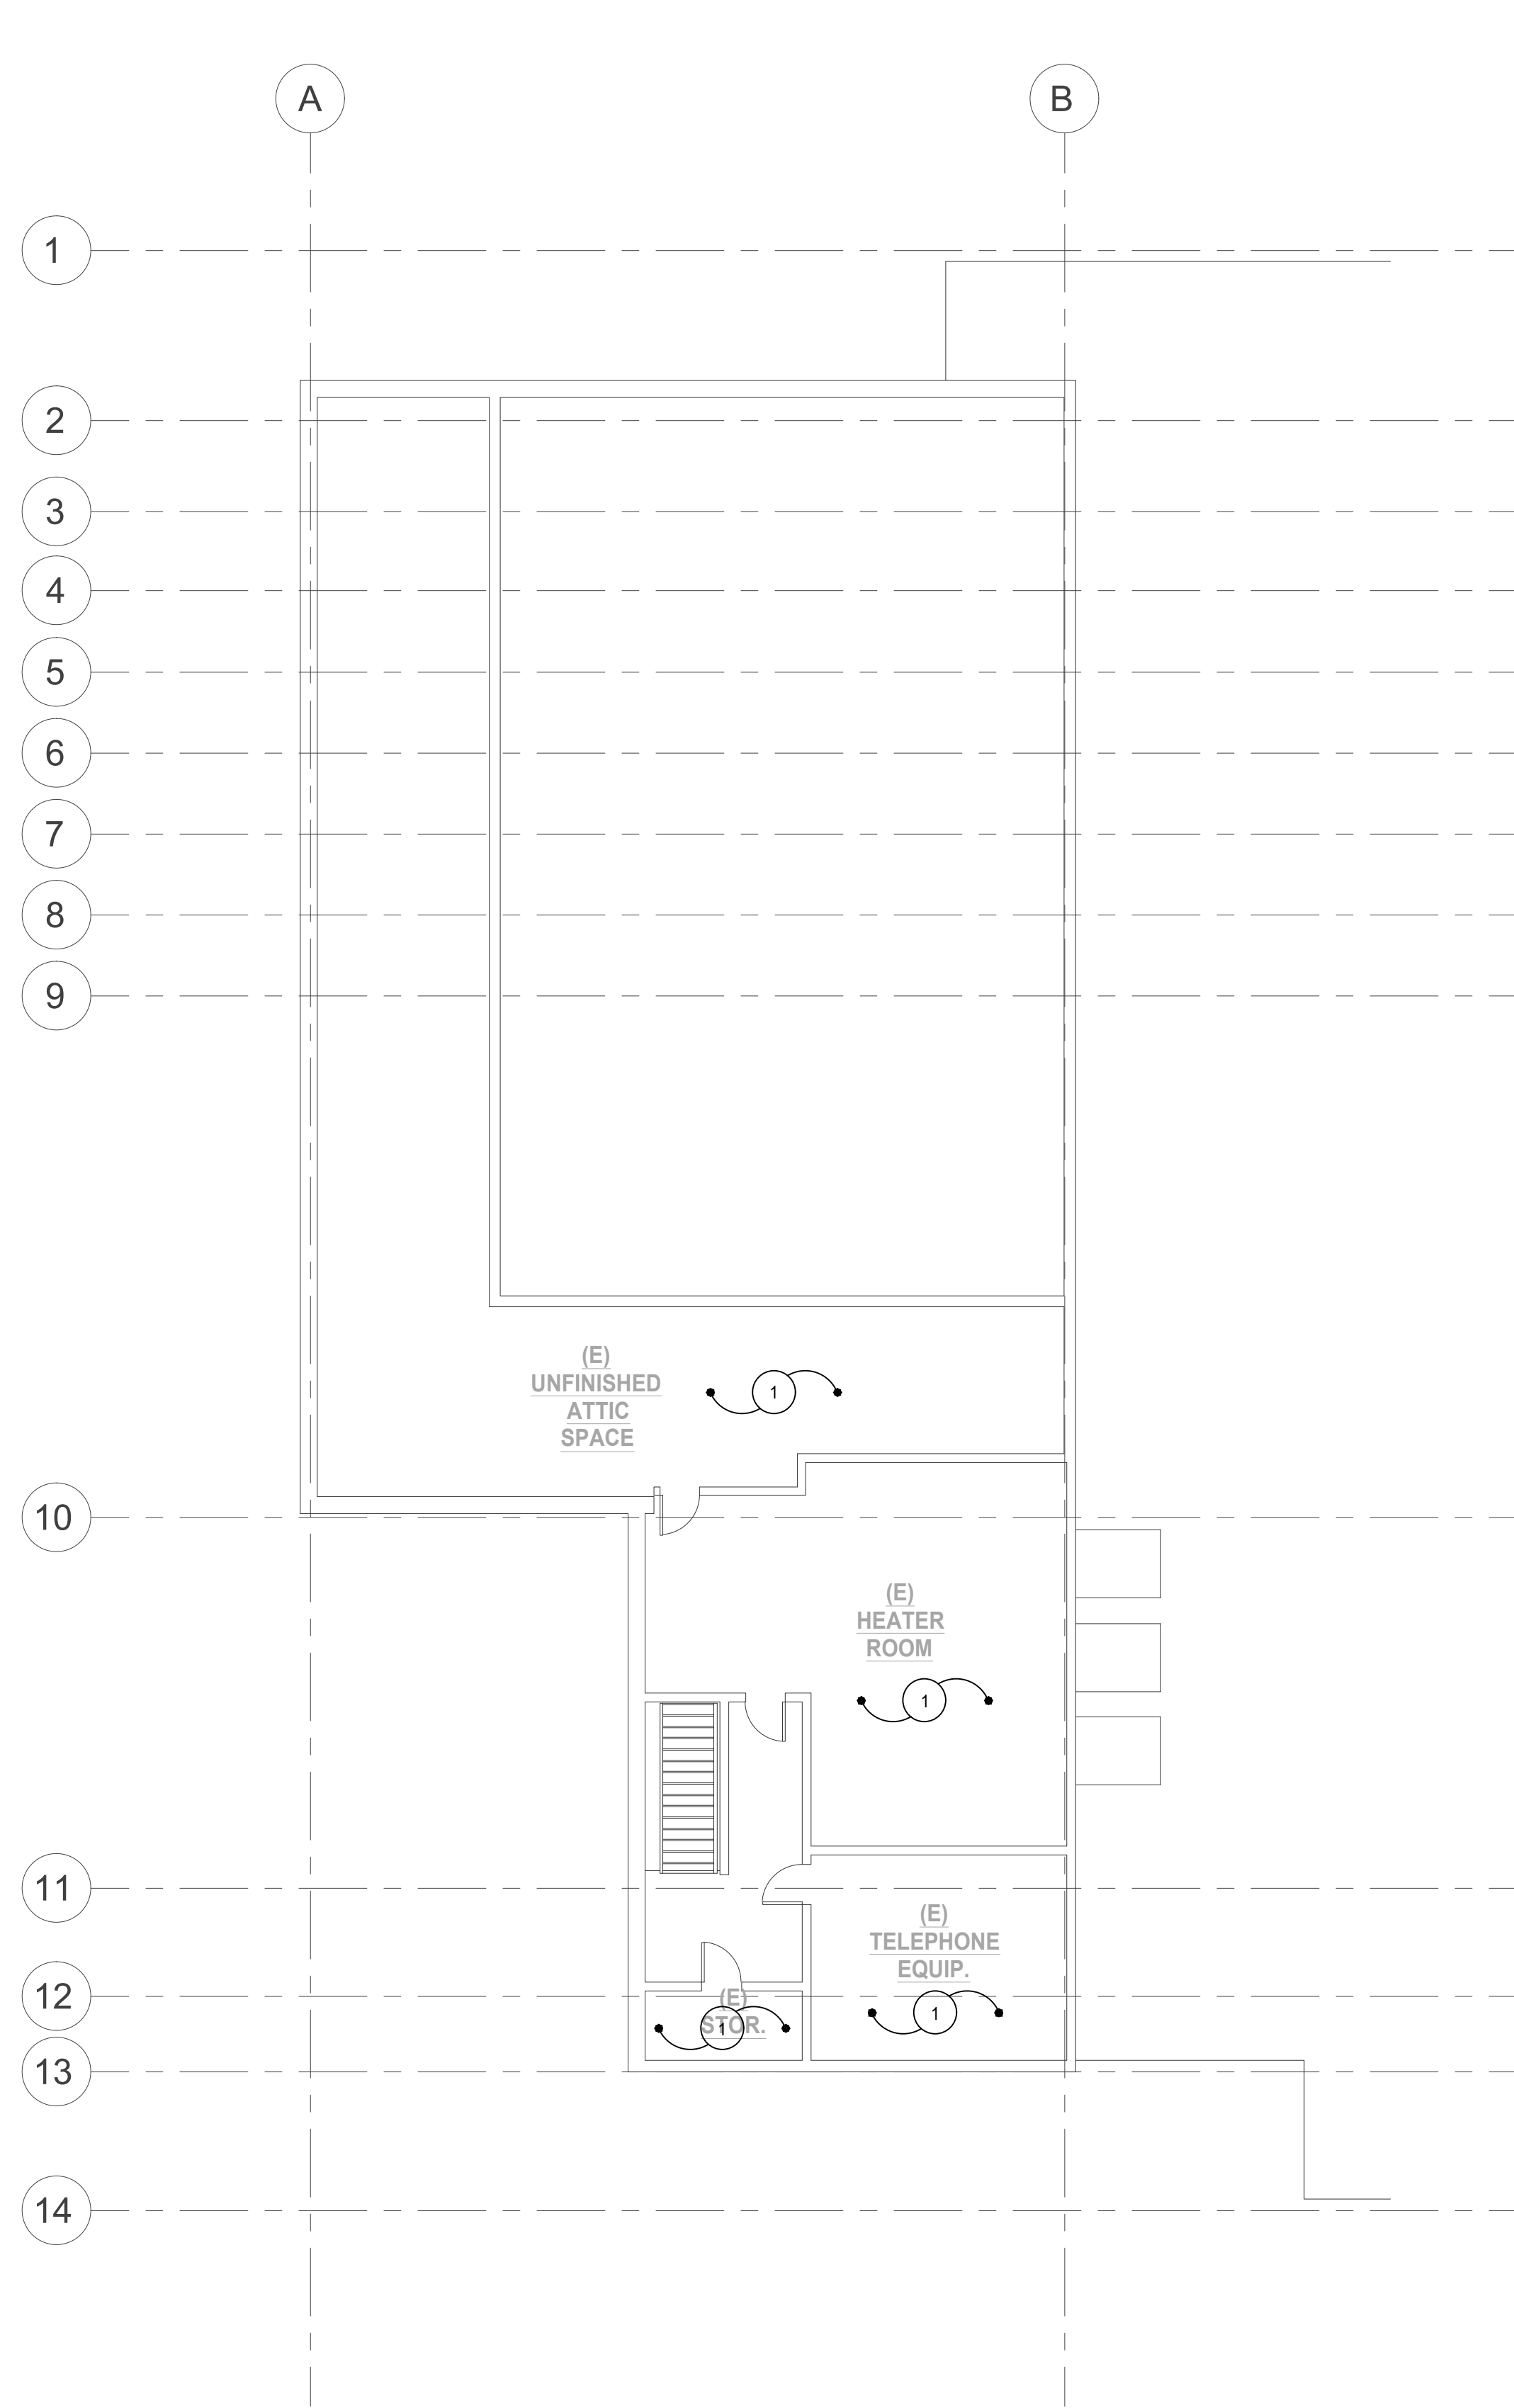 A
B
1
2
3
4
5
6
7
8
9
(E)
UNFINISHED
ATTIC
SPACE
1
10
(E)
HEATER
ROOM
1
11
(E)
TELEPHONE
EQUIP.
1
12
(E)
STOR.
1
13
14